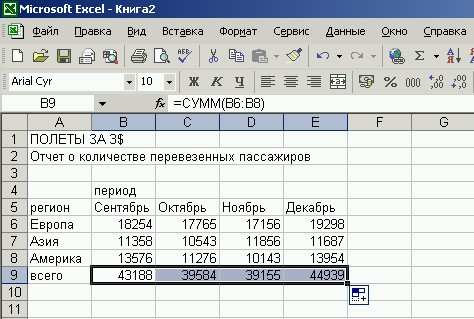 Microsoft Excel - Книга2
Файл Правка Вид Вставка Формат Сервис Данные Окно Справка
Arial Cyr 10 Ж К Ч % 000
B9 fx =СУММ(B6:B8)
A B C D E F G
1 ПОЛЕТЫ ЗА 3$
2 Отчет о количестве перевезенных пассажиров
3
4 период
5 регион Сентябрь Октябрь Ноябрь Декабрь
6 Европа 18254 17765 17156 19298
7 Азия 11358 10543 11856 11687
8 Америка 13576 11276 10143 13954
9 всего 43188 39584 39155 44939
10
11